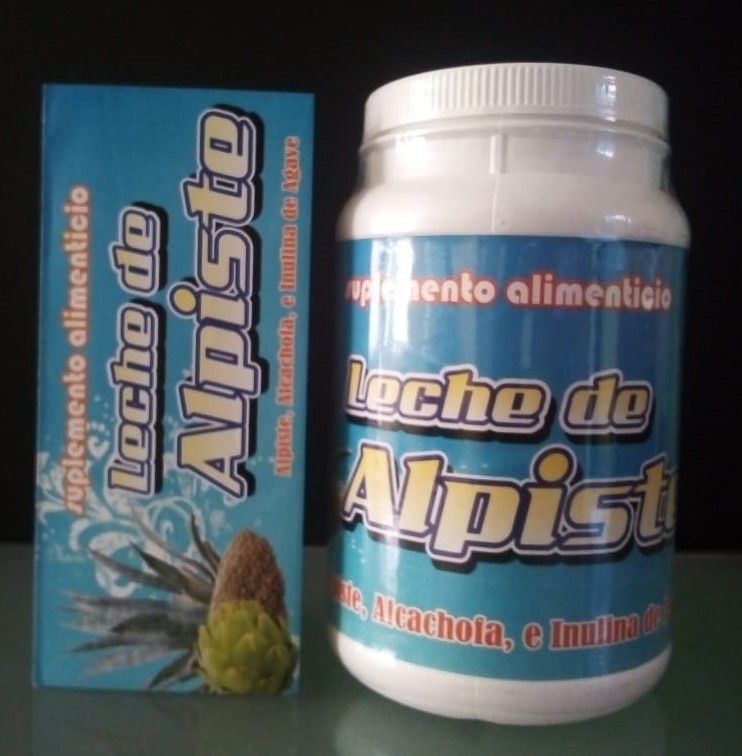 suplemento alimenticio
Leche de
Alpiste
Alpiste, Alcachofa, e Inulina de Agave
suplemento alimenticio
Leche de
Alpiste
Alcachofa, e Inulina de